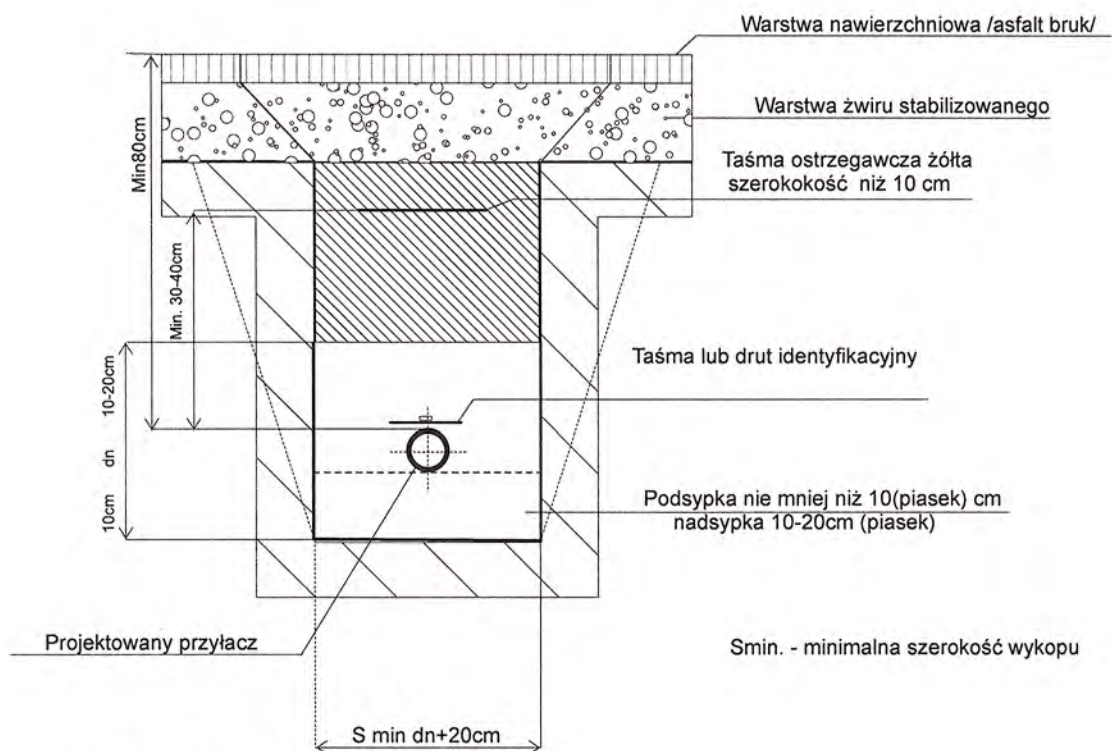 Warstwa nawierzchniowa /asfalt bruk/
Warstwa żwiru stabilizowanego
Taśma ostrzegawcza żółta
szerokokość niż 10 cm
Min80cm
Min. 30-40cm
10-20cm
dn
10cm
Taśma lub drut identyfikacyjny
Podsypka nie mniej niż 10(piasek) cm
nadsypka 10-20cm (piasek)
Projektowany przyłacz
Smin. - minimalna szerokość wykopu
S min dn+20cm